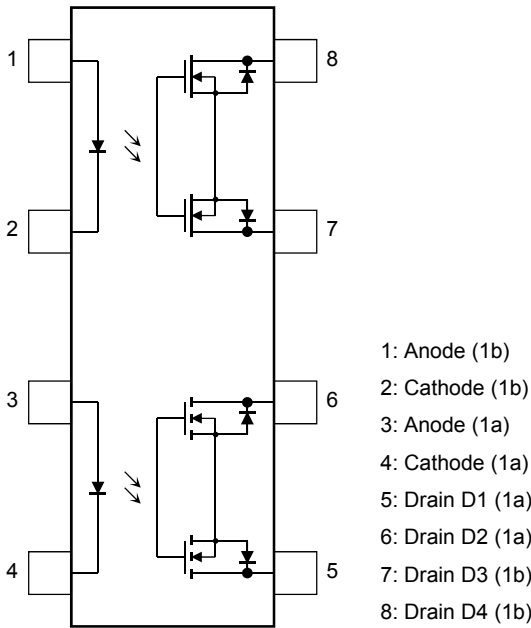 1
8
2
7
3
6
4
5
1: Anode (1b)
2: Cathode (1b)
3: Anode (1a)
4: Cathode (1a)
5: Drain D1 (1a)
6: Drain D2 (1a)
7: Drain D3 (1b)
8: Drain D4 (1b)